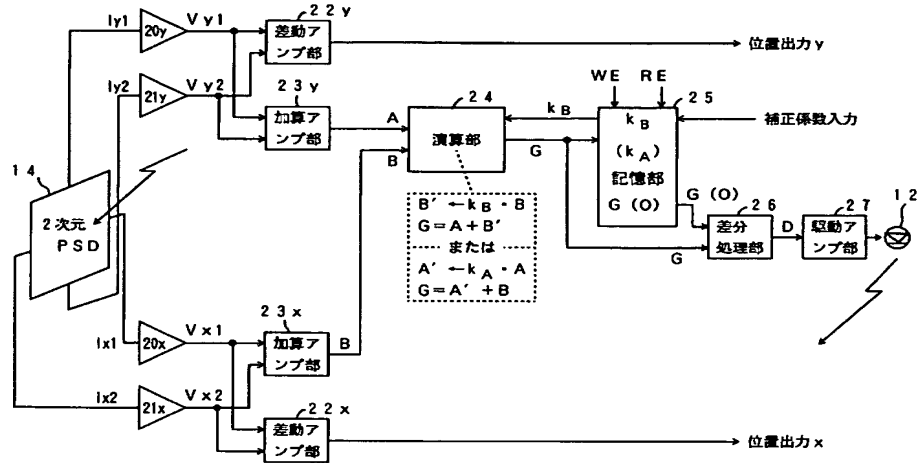 Iy1
20y
Vy1
22y
差動ア
ンプ部
位置出力y
Iy2
21y
Vy2
23y
加算ア
ンプ部
A
B
24
演算部
kB
G
WE
RE
25
kB
(kA)
記憶部
G(O)
補正係数入力
14
2次元
PSD
B′←kB・B
G=A+B′
または
A′←kA・A
G=A′+B
G(O)
G
26
差分
処理部
D
27
駆動ア
ンプ部
12
Ix1
20x
Vx1
23x
加算ア
ンプ部
B
Ix2
21x
Vx2
22x
差動ア
ンプ部
位置出力x